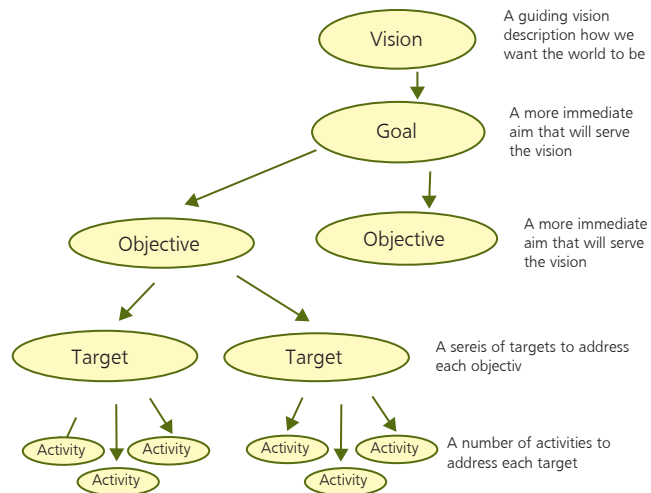 Vision
A guiding vision
description how we
want the world to be
Goal
A more immediate
aim that will serve
the vision
Objective
Objective
A more immediate
aim that will serve
the vision
Target
Target
A sereis of targets to address
each objectiv
Activity
Activity
Activity
Activity
Activity
Activity
A number of activities to
address each target